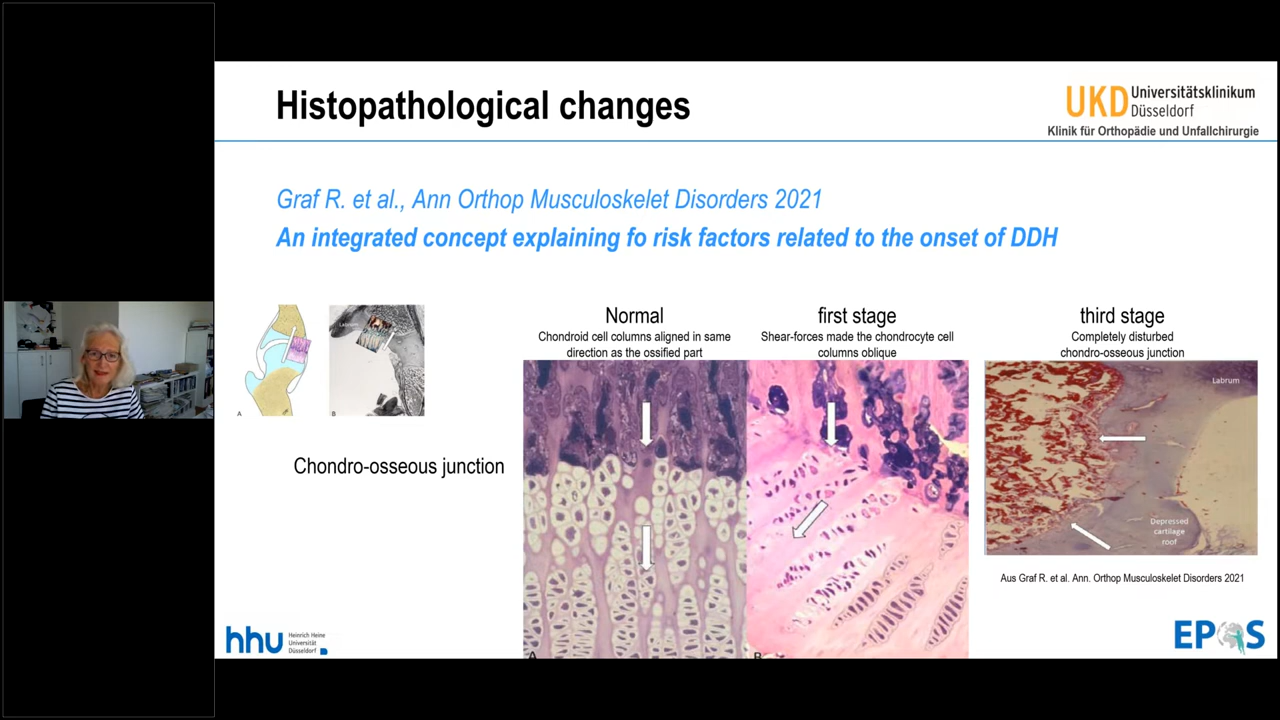 Histopathological changes
UKD Universitätsklinikum
Düsseldorf
Klinik für Orthopädie und Unfallchirurgie
Graf R. et al., Ann Orthop Musculoskelet Disorders 2021
An integrated concept explaining fo risk factors related to the onset of DDH
Normal
Chondroid cell columns aligned in same
direction as the ossified part
first stage
Shear-forces made the chondrocyte cell
columns oblique
third stage
Completely disturbed
chondro-osseous junction
Labrum
A
B
Labrum
Depressed
cartilage
roof
Chondro-osseous junction
A
B
Aus Graf R. et al. Ann. Orthop Musculoskelet Disorders 2021
hhu Heinrich Heine
Universität
Düsseldorf
EPOS